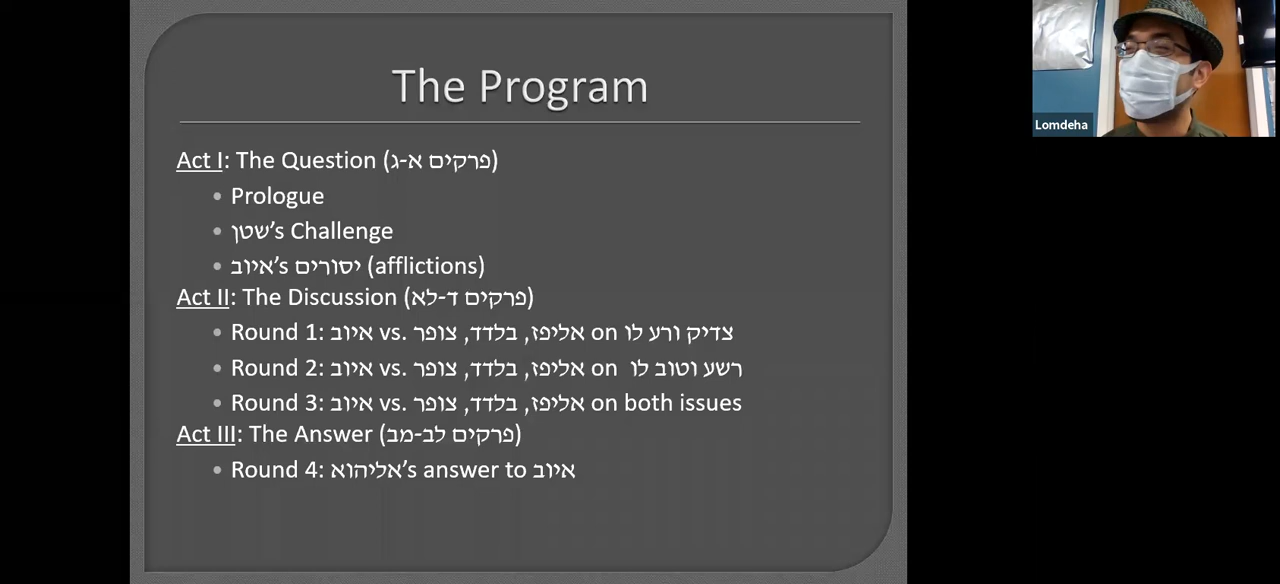 The Program
Act I: The Question (פרקים א-ג)
• Prologue
• שטן’s Challenge
• איוב’s יסורים (afflictions)
Act II: The Discussion (פרקים ד-לא)
• Round 1: איוב vs. אליפז, בלדד, צופר on צדיק ורע לו
• Round 2: איוב vs. אליפז, בלדד, צופר on רשע וטוב לו
• Round 3: איוב vs. אליפז, בלדד, צופר on both issues
Act III: The Answer (פרקים לב-מב)
• Round 4: אליהוא’s answer to איוב
Lomdeha